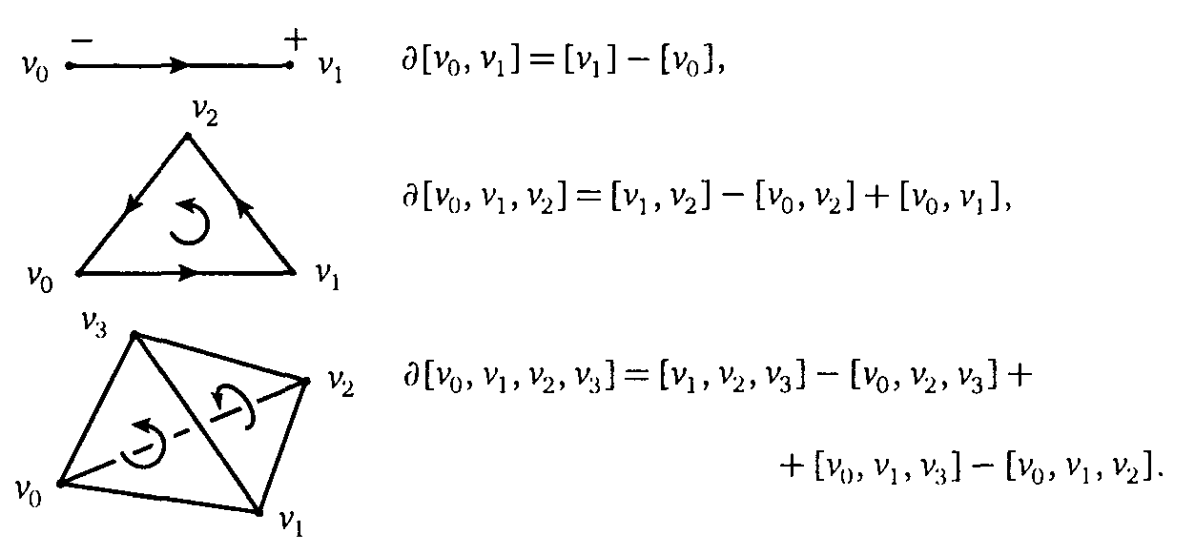 − +
v₀ v₁ ∂[v₀, v₁] = [v₁] − [v₀],
v₂
∂[v₀, v₁, v₂] = [v₁, v₂] − [v₀, v₂] + [v₀, v₁],
v₀ v₁
v₃
v₂ ∂[v₀, v₁, v₂, v₃] = [v₁, v₂, v₃] − [v₀, v₂, v₃] +
+ [v₀, v₁, v₃] − [v₀, v₁, v₂].
v₀
v₁